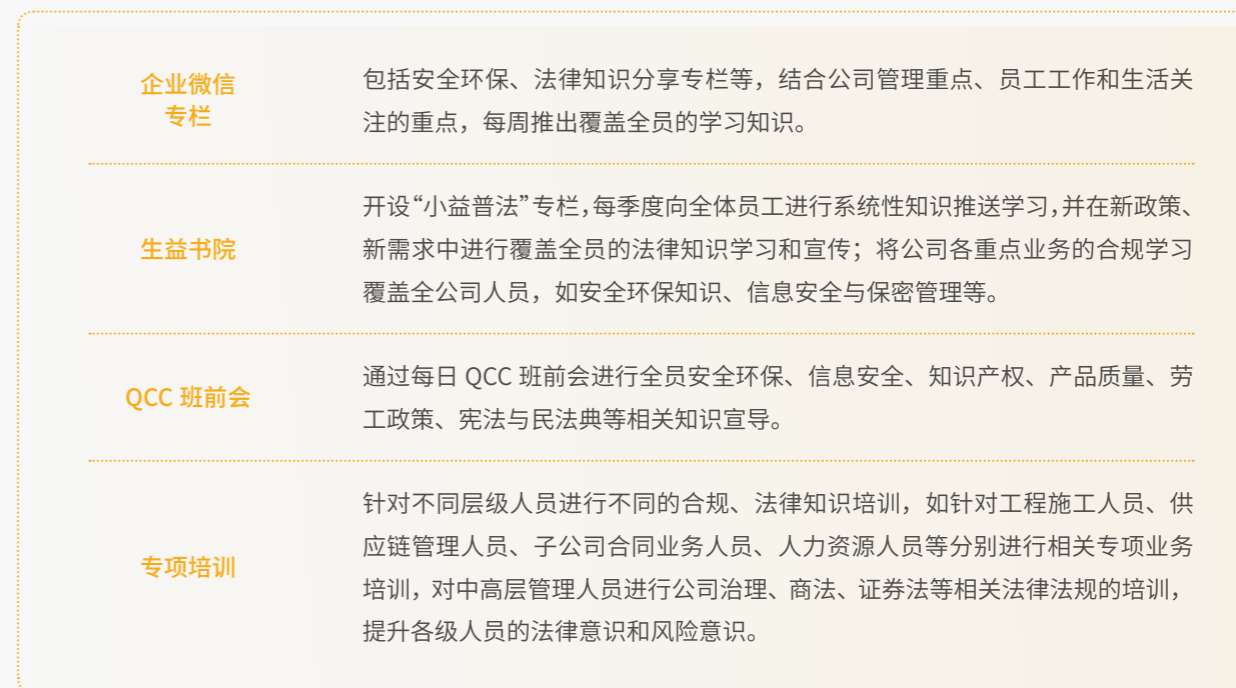 企业微信
专栏
包括安全环保、法律知识分享专栏等，结合公司管理重点、员工工作和生活关
注的重点，每周推出覆盖全员的学习知识。
生益书院
开设“小益普法”专栏，每季度向全体员工进行系统性知识推送学习，并在新政策、
新需求中进行覆盖全员的法律知识学习和宣传；将公司各重点业务的合规学习
覆盖全公司人员，如安全环保知识、信息安全与保密管理等。
QCC 班前会
通过每日 QCC 班前会进行全员安全环保、信息安全、知识产权、产品质量、劳
工政策、宪法与民法典等相关知识宣导。
专项培训
针对不同层级人员进行不同的合规、法律知识培训，如针对工程施工人员、供
应链管理人员、子公司合同业务人员、人力资源人员等分别进行相关专项业务
培训，对中高层管理人员进行公司治理、商法、证券法等相关法律法规的培训，
提升各级人员的法律意识和风险意识。